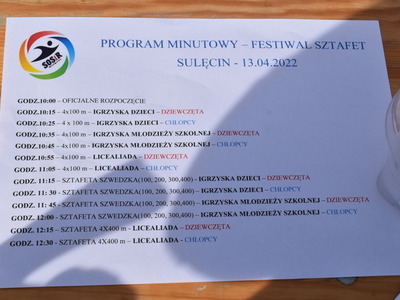 SOSiR
PROGRAM MINUTOWY – FESTIWAL SZTAFET
SULĘCIN - 13.04.2022
GODZ.10:00 – OFICJALNE ROZPOCZĘCIE
GODZ.10:15 – 4x100 m - IGRZYSKA DZIECI – DZIEWCZĘTA
GODZ.10:25 – 4 x 100 m – IGRZYSKA DZIECI – CHŁOPCY
GODZ.10:35 – 4x100 m – IGRZYSKA MŁODZIEŻY SZKOLNEJ – DZIEWCZĘTA
GODZ.10:45 – 4x100 m – IGRZYSKA MŁODZIEŻY SZKOLNEJ – CHŁOPCY
GODZ.10:55 – 4x100 m – LICEALIADA – DZIEWCZĘTA
GODZ. 11:05 – 4x100 m – LICEALIADA – CHŁOPCY
GODZ. 11:15 - SZTAFETA SZWEDZKA(100, 200, 300,400) – IGRZYSKA DZIECI – DZIEWCZĘTA
GODZ. 11: 30 - SZTAFETA SZWEDZKA(100, 200, 300,400) – IGRZYSKA DZIECI – CHŁOPCY
GODZ. 11: 45 - SZTAFETA SZWEDZKA(100, 200, 300,400) – IGRZYSKA MŁODZIEŻY SZKOLNEJ – DZIEWCZĘTA
GODZ. 12:00 - SZTAFETA SZWEDZKA(100, 200, 300,400) – IGRZYSKA MŁODZIEŻY SZKOLNEJ – CHŁOPCY
GODZ. 12:15 – SZTAFETA 4X400 m – LICEALIADA - DZIEWCZĘTA
GODZ. 12:30 - SZTAFETA 4X400 m – LICEALIADA - CHŁOPCY